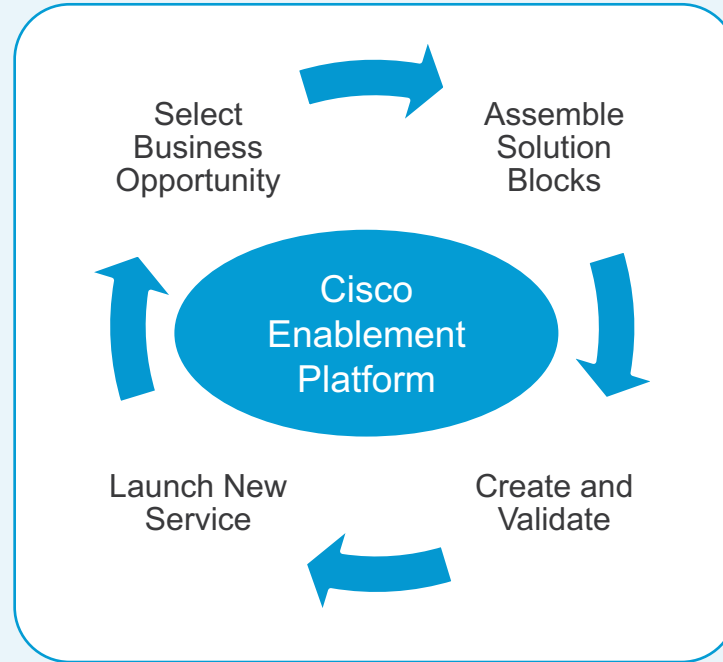 Select
Business
Opportunity
Assemble
Solution
Blocks
Cisco
Enablement
Platform
Launch New
Service
Create and
Validate